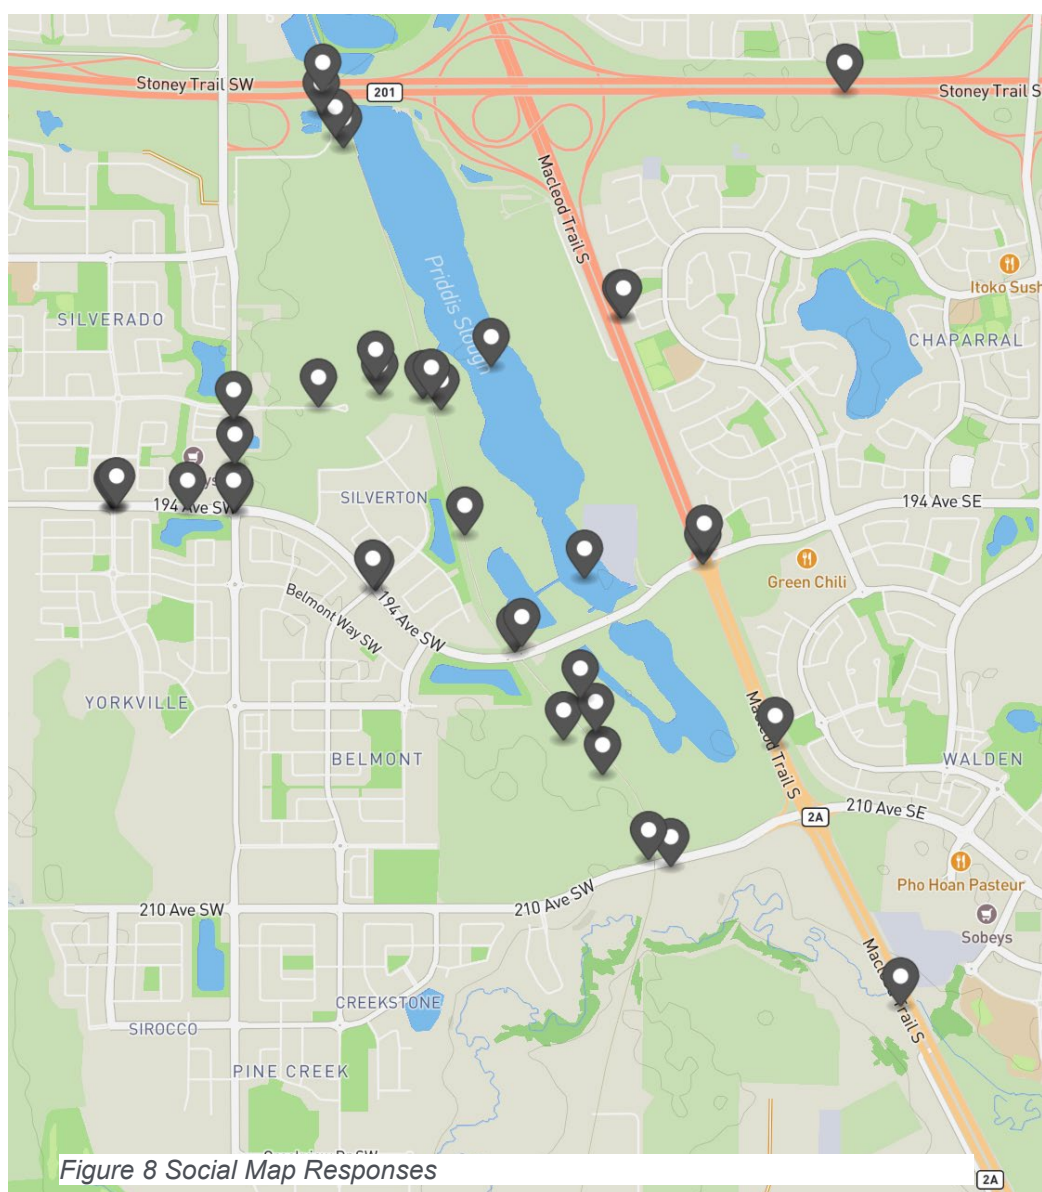 Stoney Trail SW
201
Stoney Trail S
Macleod Trail S
Priddis Slough
Itoko Sush
SILVERADO
CHAPARRAL
SILVERTON
194 Ave SW
194 Ave SE
Green Chili
Belmont Way SW
194 Ave SW
YORKVILLE
BELMONT
Macleod Trail S
WALDEN
2A
210 Ave SE
Pho Hoan Pasteur
210 Ave SW
210 Ave SW
Sobeys
CREEKSTONE
SIROCCO
Trail S
PINE CREEK
Figure 8 Social Map Responses
2A